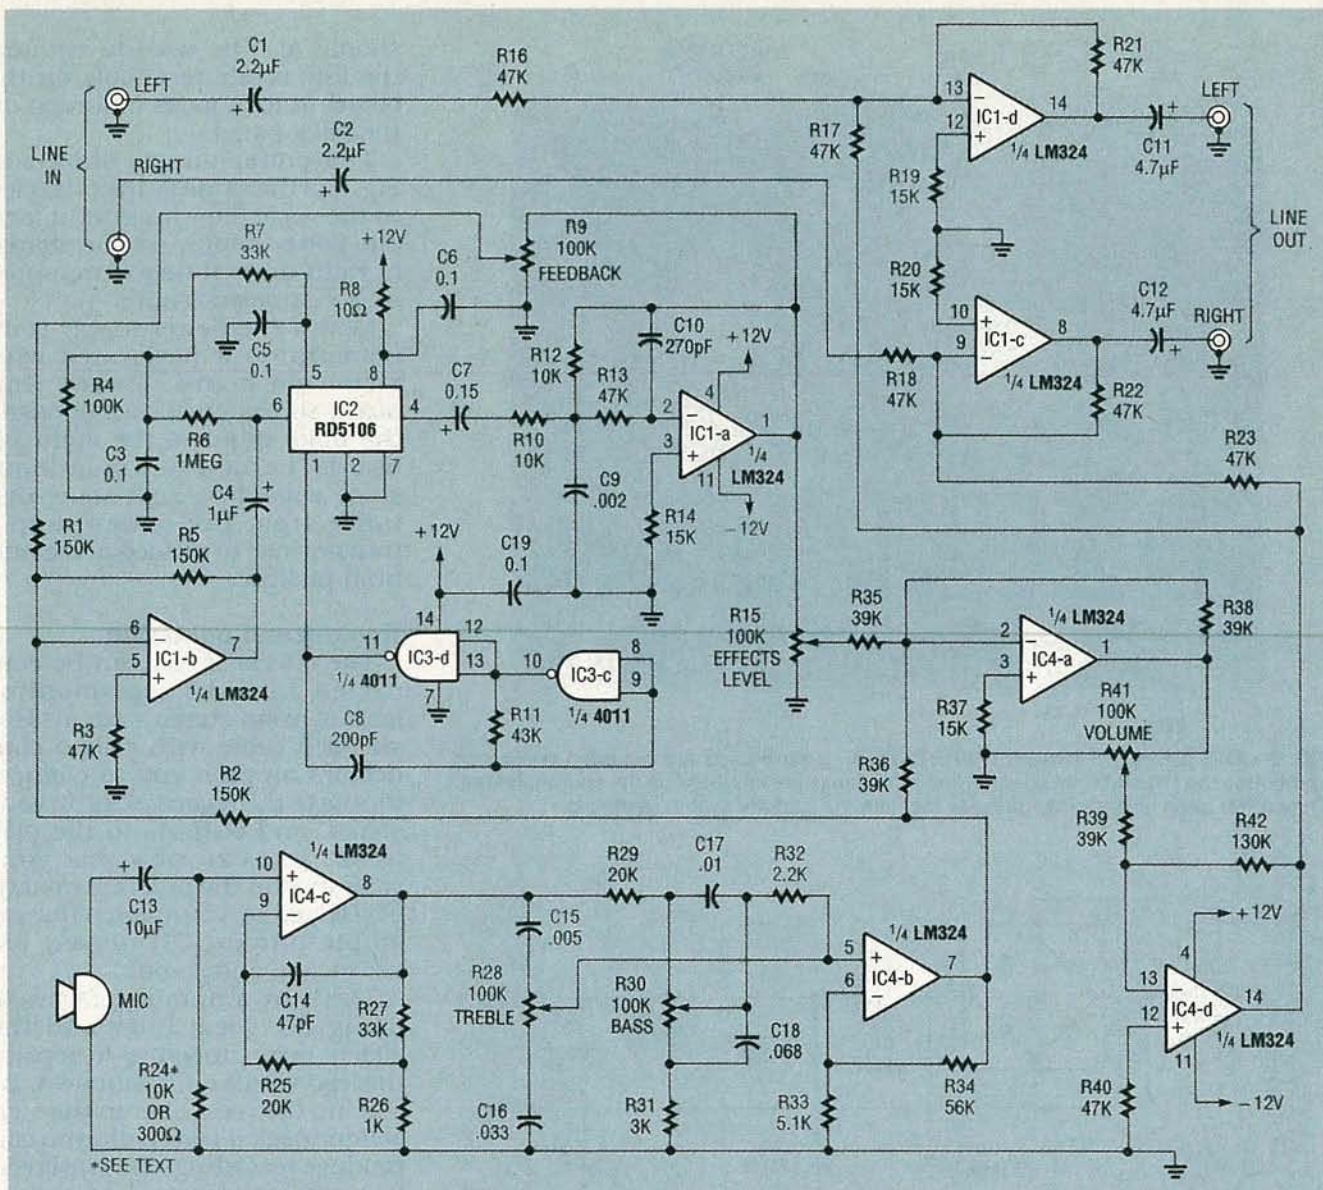 C1
2.2µF
LEFT
+
LINE
IN
RIGHT
C2
2.2µF
+
R16
47K
R17
47K
R21
47K
13
−
IC1-d
12
+
14
1/4 LM324
LEFT
+
C11
4.7µF
R19
15K
R20
15K
LINE
OUT
10
+
9
−
IC1-c
8
1/4 LM324
C12
4.7µF
RIGHT
+
R18
47K
R22
47K
R23
47K
R7
33K
+12V
R8
10Ω
C6
0.1
R9
100K
FEEDBACK
C5
0.1
R4
100K
C3
0.1
R6
1MEG
C4
1µF
+
5
8
6
4
IC2
RD5106
1
2
7
C7
0.15
+
R12
10K
R10
10K
R13
47K
C10
270pF
C9
.002
+12V
4
2
−
3
+
IC1-a
1
11
1/4
LM324
−12V
R14
15K
R1
150K
R5
150K
6
−
5
+
IC1-b
7
1/4 LM324
R3
47K
+12V
C19
0.1
14
11
12
13
IC3-d
1/4 4011
7
10
8
9
IC3-c
1/4 4011
R11
43K
C8
200pF
R2
150K
R15
100K
EFFECTS
LEVEL
R35
39K
R36
39K
1/4 LM324
2
−
3
+
IC4-a
1
R38
39K
R37
15K
R41
100K
VOLUME
R39
39K
R42
130K
+12V
4
13
−
12
+
IC4-d
14
11
1/4 LM324
−12V
R40
47K
+
C13
10µF
MIC
R24*
10K
OR
300Ω
*SEE TEXT
1/4 LM324
10
+
9
−
IC4-c
8
C14
47pF
R25
20K
R27
33K
R26
1K
C15
.005
R28
100K
TREBLE
C16
.033
R29
20K
C17
.01
R32
2.2K
R30
100K
BASS
C18
.068
R31
3K
1/4 LM324
5
+
6
−
IC4-b
7
R33
5.1K
R34
56K